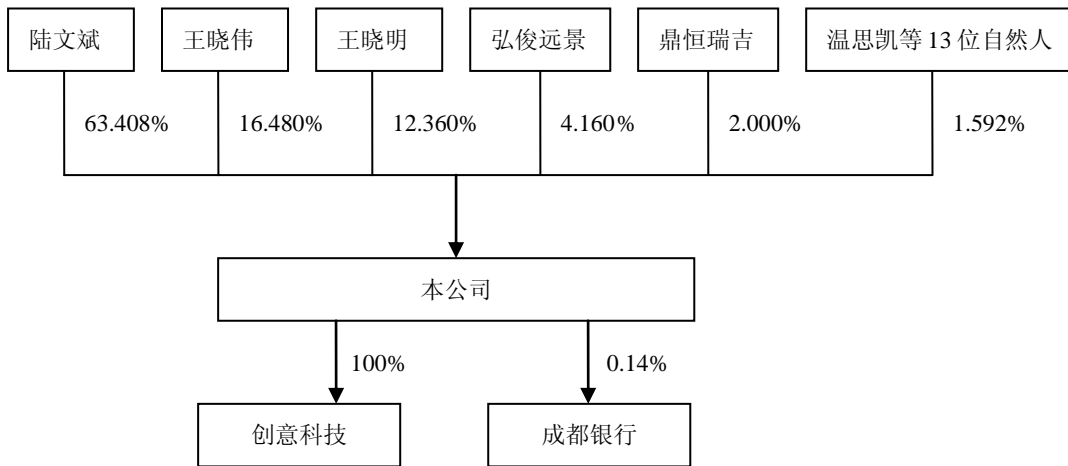 陆文斌 王晓伟 王晓明 弘俊远景 鼎恒瑞吉 温思凯等 13 位自然人
63.408% 16.480% 12.360% 4.160% 2.000% 1.592%
本公司
100% 0.14%
创意科技 成都银行